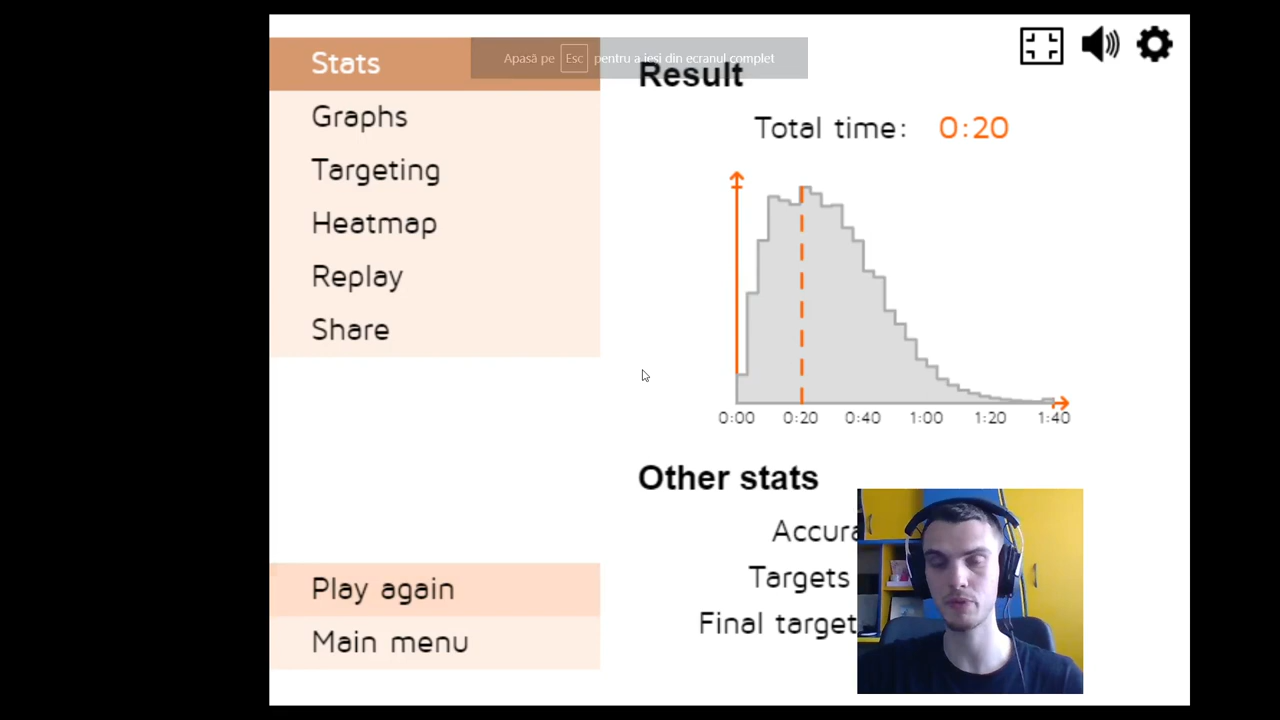 Stats
Apasă pe Esc pentru a ieși din ecranul complet
Result
Graphs
Total time: 0:20
Targeting
Heatmap
Replay
Share
0:00 0:20 0:40 1:00 1:20 1:40
Other stats
Accura
Targets
Play again
Final target
Main menu